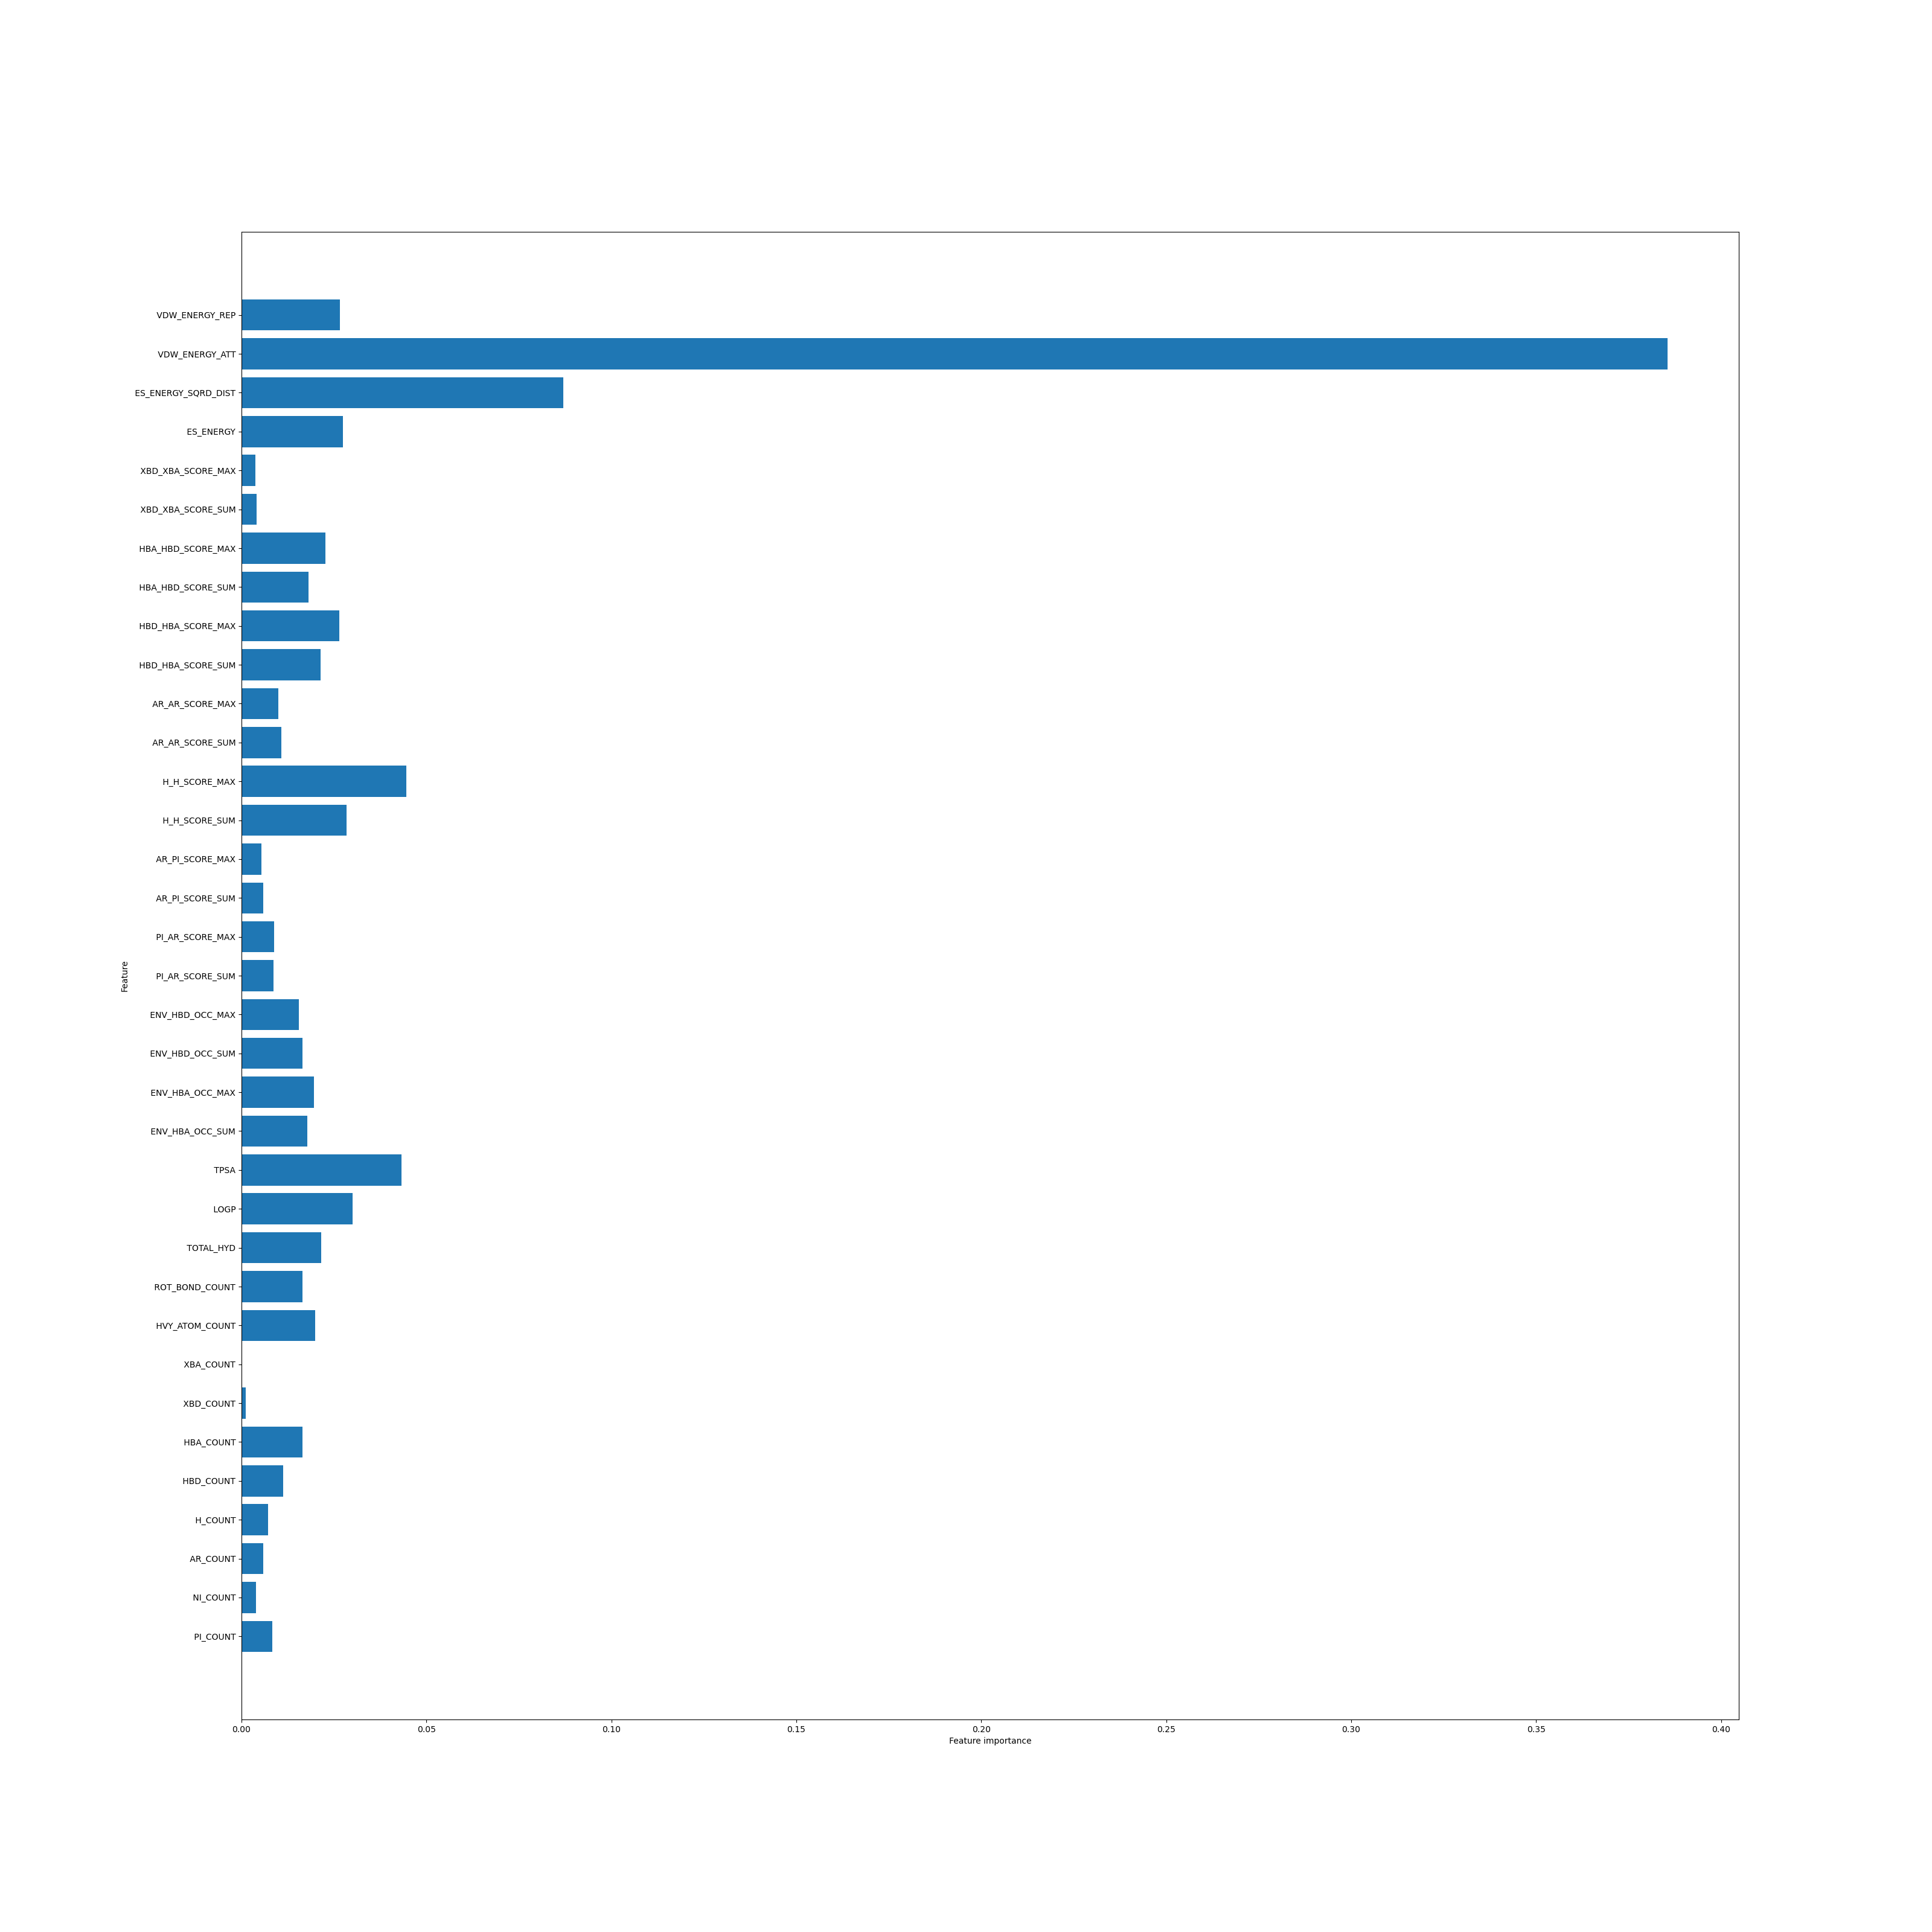 VDW_ENERGY_REP
VDW_ENERGY_ATT
ES_ENERGY_SQRD_DIST
ES_ENERGY
XBD_XBA_SCORE_MAX
XBD_XBA_SCORE_SUM
HBA_HBD_SCORE_MAX
HBA_HBD_SCORE_SUM
HBD_HBA_SCORE_MAX
HBD_HBA_SCORE_SUM
AR_AR_SCORE_MAX
AR_AR_SCORE_SUM
H_H_SCORE_MAX
H_H_SCORE_SUM
AR_PI_SCORE_MAX
AR_PI_SCORE_SUM
PI_AR_SCORE_MAX
PI_AR_SCORE_SUM
ENV_HBD_OCC_MAX
ENV_HBD_OCC_SUM
ENV_HBA_OCC_MAX
ENV_HBA_OCC_SUM
TPSA
LOGP
TOTAL_HYD
ROT_BOND_COUNT
HVY_ATOM_COUNT
XBA_COUNT
XBD_COUNT
HBA_COUNT
HBD_COUNT
H_COUNT
AR_COUNT
NI_COUNT
PI_COUNT
Feature
0.00 0.05 0.10 0.15 0.20 0.25 0.30 0.35 0.40
Feature importance